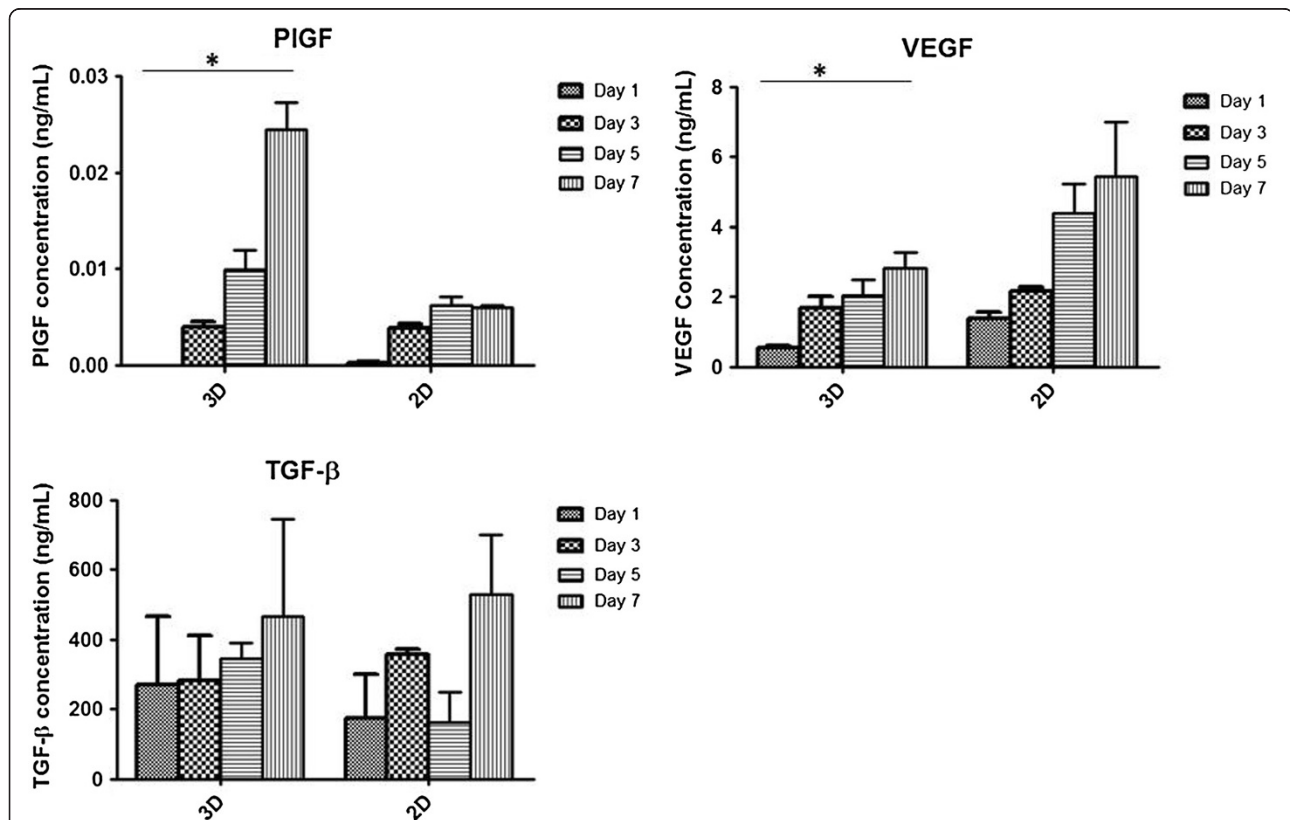 PIGF
*
0.03
0.02
0.01
0.00
PIGF concentration (ng/mL)
3D
2D
Day 1
Day 3
Day 5
Day 7
VEGF
*
8
6
4
2
0
VEGF Concentration (ng/mL)
3D
2D
Day 1
Day 3
Day 5
Day 7
TGF-β
800
600
400
200
0
TGF-β concentration (ng/mL)
3D
2D
Day 1
Day 3
Day 5
Day 7